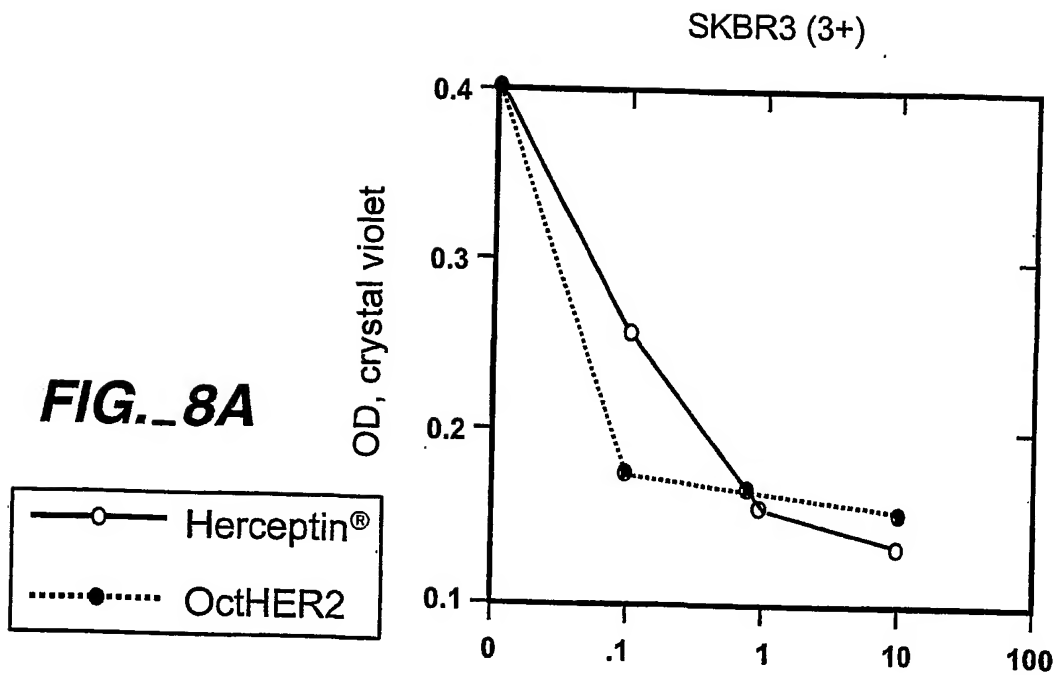 SKBR3 (3+)
0.4
0.3
0.2
0.1
OD, crystal violet
0 .1 1 10 100
FIG._8A
Herceptin®
OctHER2